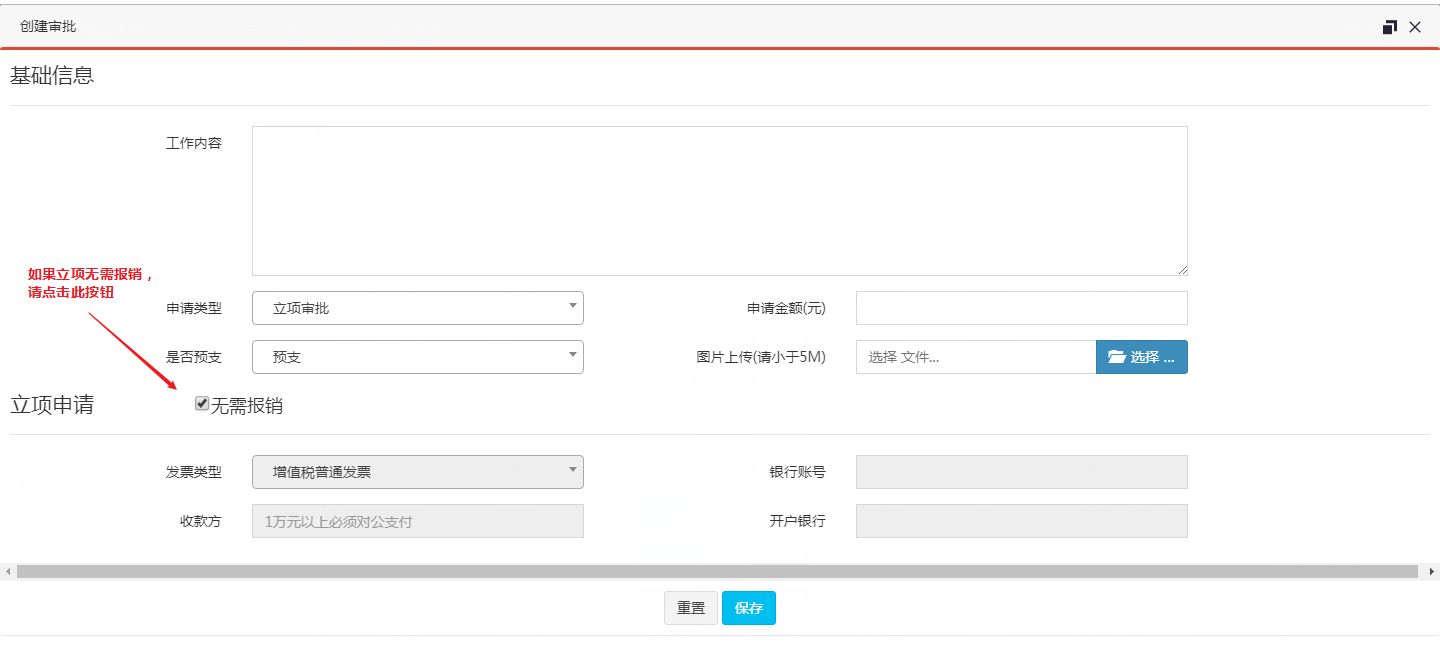 创建审批
基础信息
工作内容
如果立项无需报销，
请点击此按钮
申请类型 立项审批 申请金额(元)
是否预支 预支 图片上传(请小于5M) 选择 文件... 选择 ...
立项申请 无需报销
发票类型 增值税普通发票 银行账号
收款方 1万元以上必须对公支付 开户银行
重置 保存